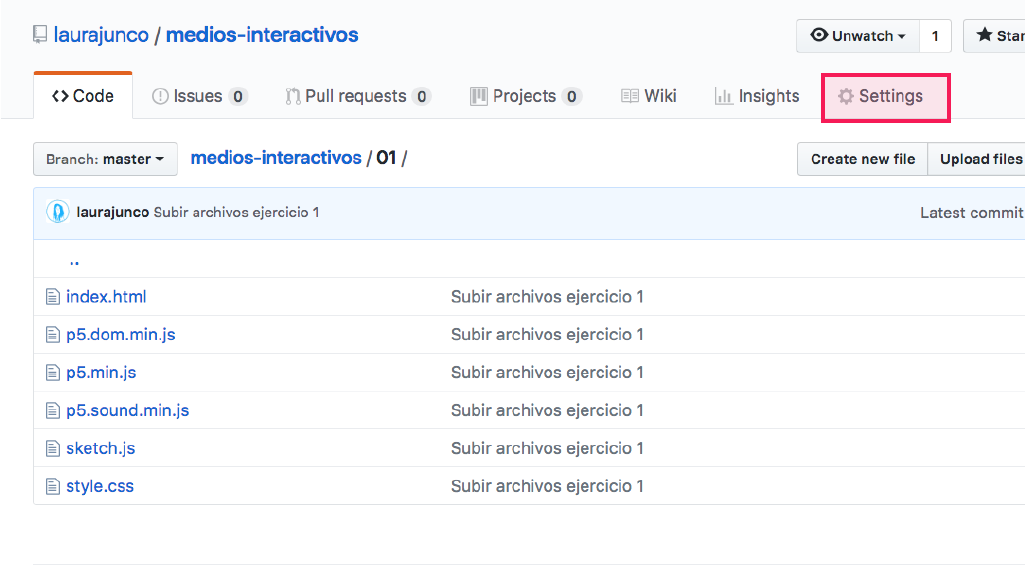 laurajunco / medios-interactivos
Unwatch 1 Star
Code Issues 0 Pull requests 0 Projects 0 Wiki Insights Settings
Branch: master medios-interactivos / 01 / Create new file Upload files
laurajunco Subir archivos ejercicio 1 Latest commit
..
index.html Subir archivos ejercicio 1
p5.dom.min.js Subir archivos ejercicio 1
p5.min.js Subir archivos ejercicio 1
p5.sound.min.js Subir archivos ejercicio 1
sketch.js Subir archivos ejercicio 1
style.css Subir archivos ejercicio 1